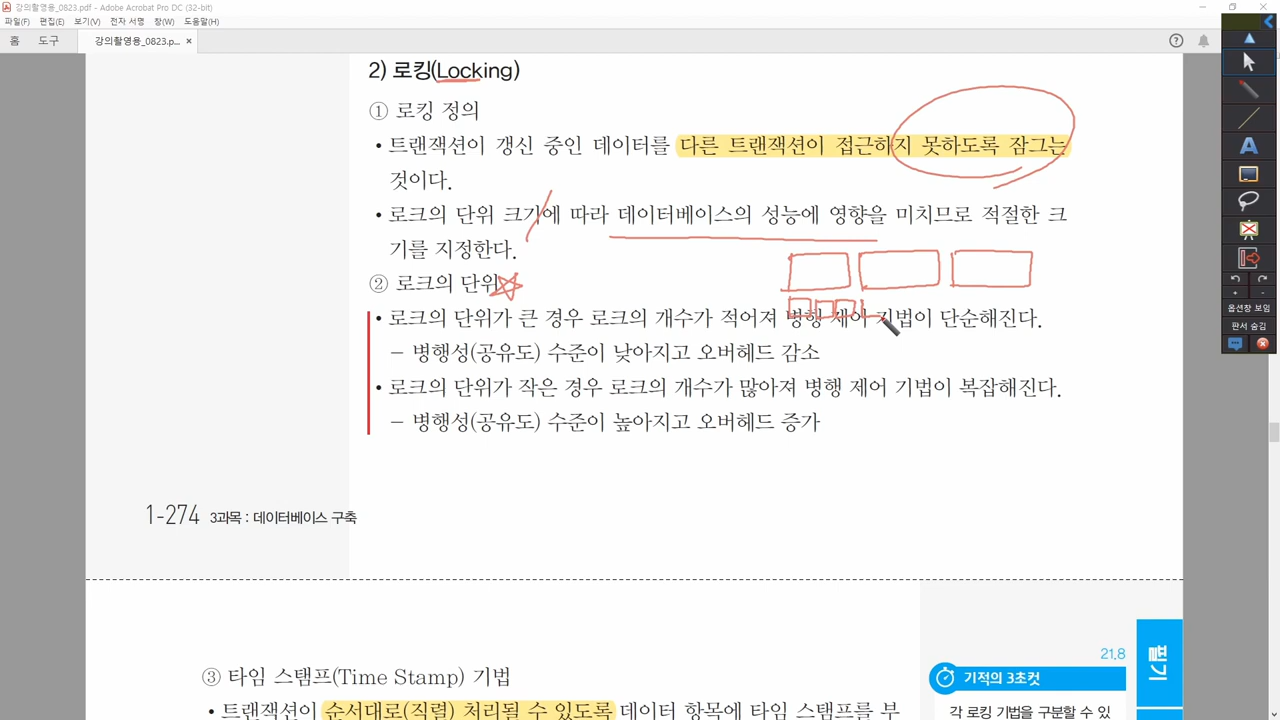 강의촬영용_0823.pdf - Adobe Acrobat Pro DC (32-bit)
파일(F) 편집(E) 보기(V) 전자 서명 창(W) 도움말(H)
홈 도구 강의촬영용_0823.p... ×
2) 로킹(Locking)
① 로킹 정의
• 트랜잭션이 갱신 중인 데이터를 다른 트랜잭션이 접근하지 못하도록 잠그는
것이다.
• 로크의 단위 크기에 따라 데이터베이스의 성능에 영향을 미치므로 적절한 크
기를 지정한다.
② 로크의 단위
• 로크의 단위가 큰 경우 로크의 개수가 적어져 병행 제어 기법이 단순해진다.
– 병행성(공유도) 수준이 낮아지고 오버헤드 감소
• 로크의 단위가 작은 경우 로크의 개수가 많아져 병행 제어 기법이 복잡해진다.
– 병행성(공유도) 수준이 높아지고 오버헤드 증가
1-274 3과목 : 데이터베이스 구축
③ 타임 스탬프(Time Stamp) 기법
• 트랜잭션이 순서대로(직렬) 처리될 수 있도록 데이터 항목에 타임 스탬프를 부
21.8
기적의 3초컷
각 로킹 기법을 구분할 수 있
필기
A
옵션창 보임
판서 숨김